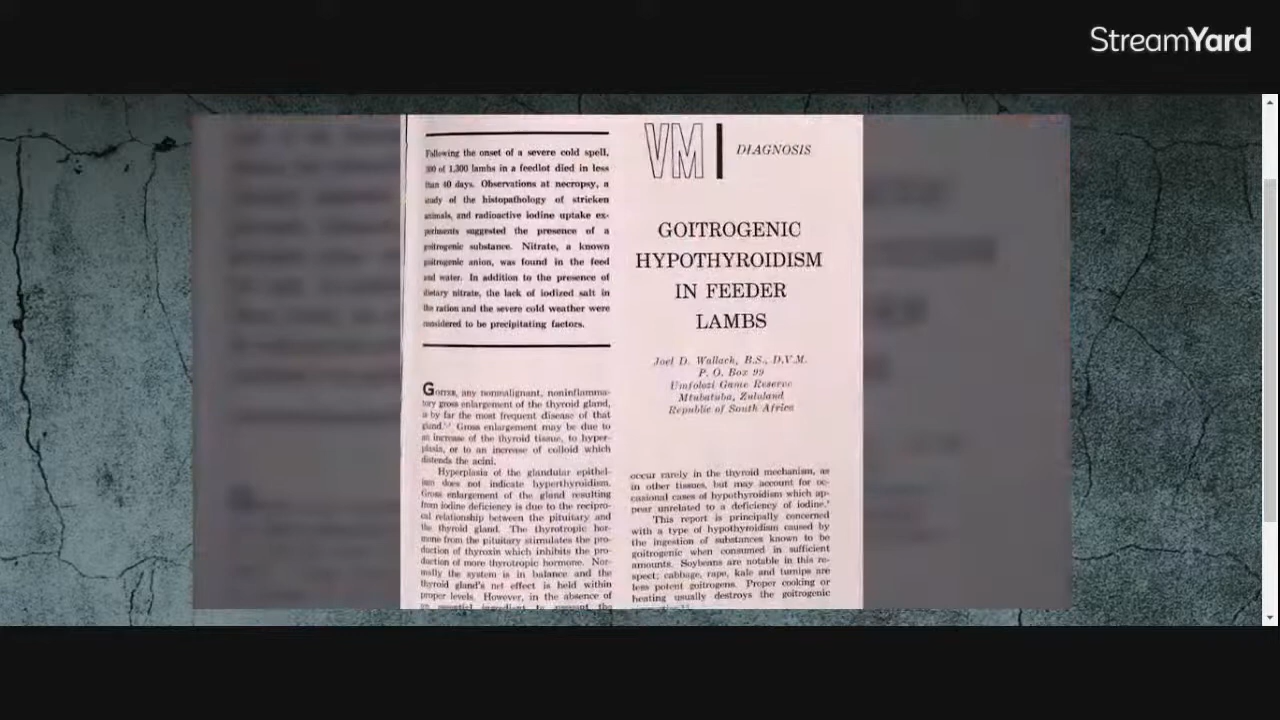 StreamYard
Following the onset of a severe cold spell,
300 of 1,300 lambs in a feedlot died in less
than 40 days. Observations at necropsy, a
study of the histopathology of stricken
animals, and radioactive iodine uptake ex-
periments suggested the presence of a
goitrogenic substance. Nitrate, a known
goitrogenic anion, was found in the feed
and water. In addition to the presence of
dietary nitrate, the lack of iodized salt in
the ration and the severe cold weather were
considered to be precipitating factors.
Goiter, any nonmalignant, noninflamma-
tory gross enlargement of the thyroid gland,
is by far the most frequent disease of that
gland. Gross enlargement may be due to
an increase of the thyroid tissue, to hyper-
plasia, or to an increase of colloid which
distends the acini.
Hyperplasia of the glandular epithel-
ium does not indicate hyperthyroidism.
Gross enlargement of the gland resulting
from iodine deficiency is due to the recipro-
cal relationship between the pituitary and
the thyroid gland. The thyrotropic hor-
mone from the pituitary stimulates the pro-
duction of thyroxin which inhibits the pro-
duction of more thyrotropic hormone. Nor-
mally the system is in balance and the
thyroid gland's net effect is held within
proper levels. However, in the absence of
VM | DIAGNOSIS
GOITROGENIC
HYPOTHYROIDISM
IN FEEDER
LAMBS
Joel D. Wallach, B.S., D.V.M.
P. O. Box 99
Umfolozi Game Reserve
Mtubatuba, Zululand
Republic of South Africa
occur rarely in the thyroid mechanism, as
in other tissues, but may account for oc-
casional cases of hypothyroidism which ap-
pear unrelated to a deficiency of iodine.
This report is principally concerned
with a type of hypothyroidism caused by
the ingestion of substances known to be
goitrogenic when consumed in sufficient
amounts. Soybeans are notable in this re-
spect; cabbage, rape, kale and turnips are
less potent goitrogens. Proper cooking or
heating usually destroys the goitrogenic